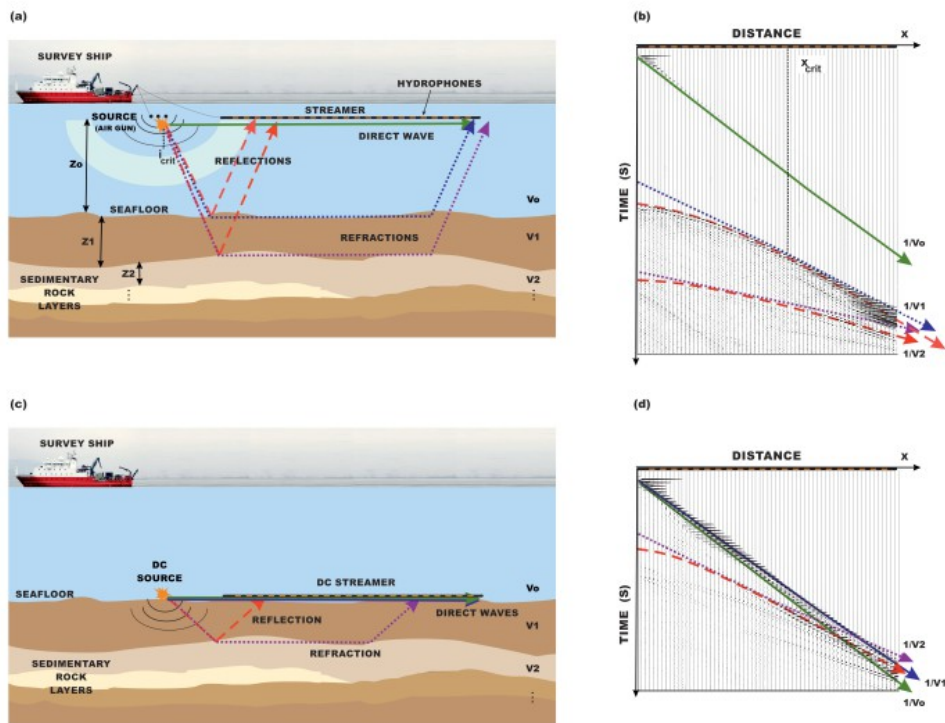 (a)
SURVEY SHIP
HYDROPHONES
STREAMER
SOURCE
(AIR GUN)
DIRECT WAVE
i crit
REFLECTIONS
Zo
Vo
SEAFLOOR
Z1
REFRACTIONS
V1
Z2
SEDIMENTARY
ROCK
LAYERS
V2
(b)
DISTANCE
x
x crit
TIME (S)
1/Vo
1/V1
1/V2
(c)
SURVEY SHIP
DC
SOURCE
DC STREAMER
SEAFLOOR
Vo
DIRECT WAVES
REFLECTION
V1
REFRACTION
SEDIMENTARY
ROCK
LAYERS
V2
(d)
DISTANCE
x
TIME (S)
1/V2
1/V1
1/Vo